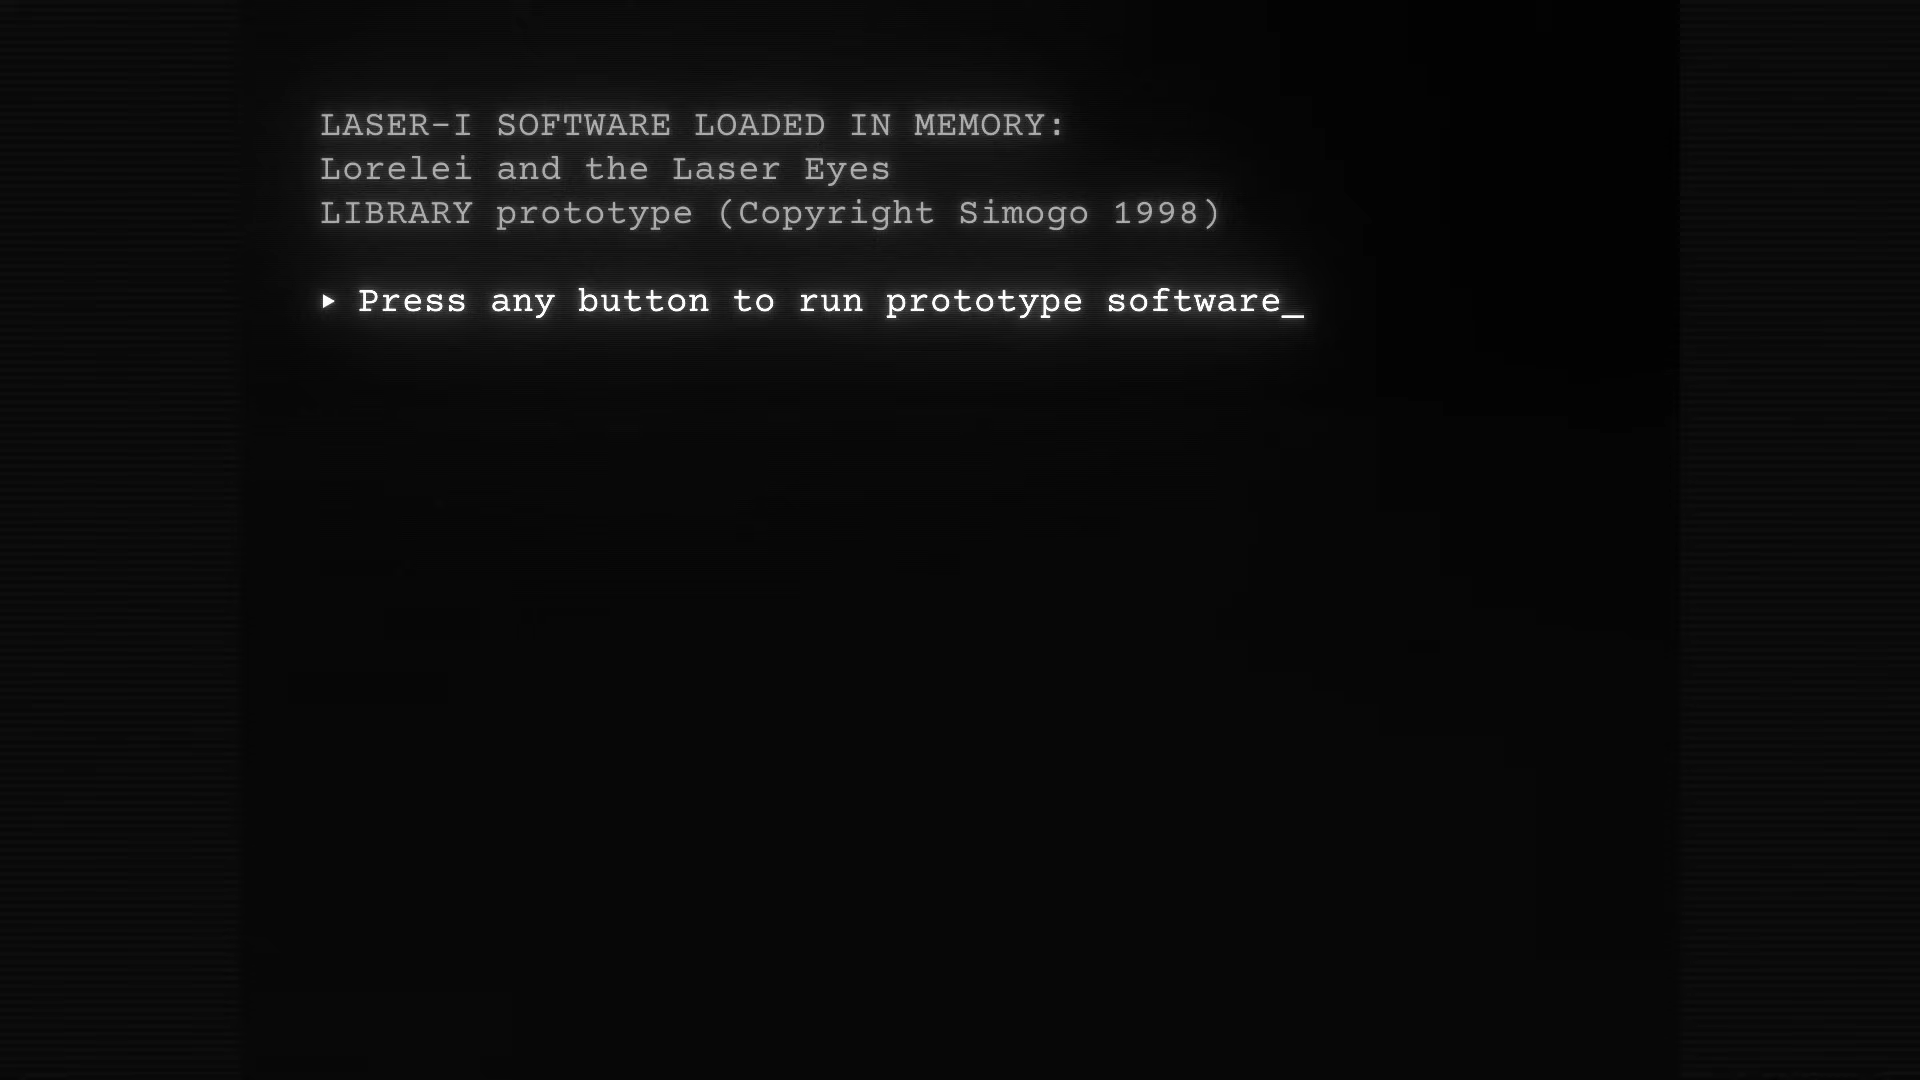 LASER-I SOFTWARE LOADED IN MEMORY:
Lorelei and the Laser Eyes
LIBRARY prototype (Copyright Simogo 1998)
▸ Press any button to run prototype software_